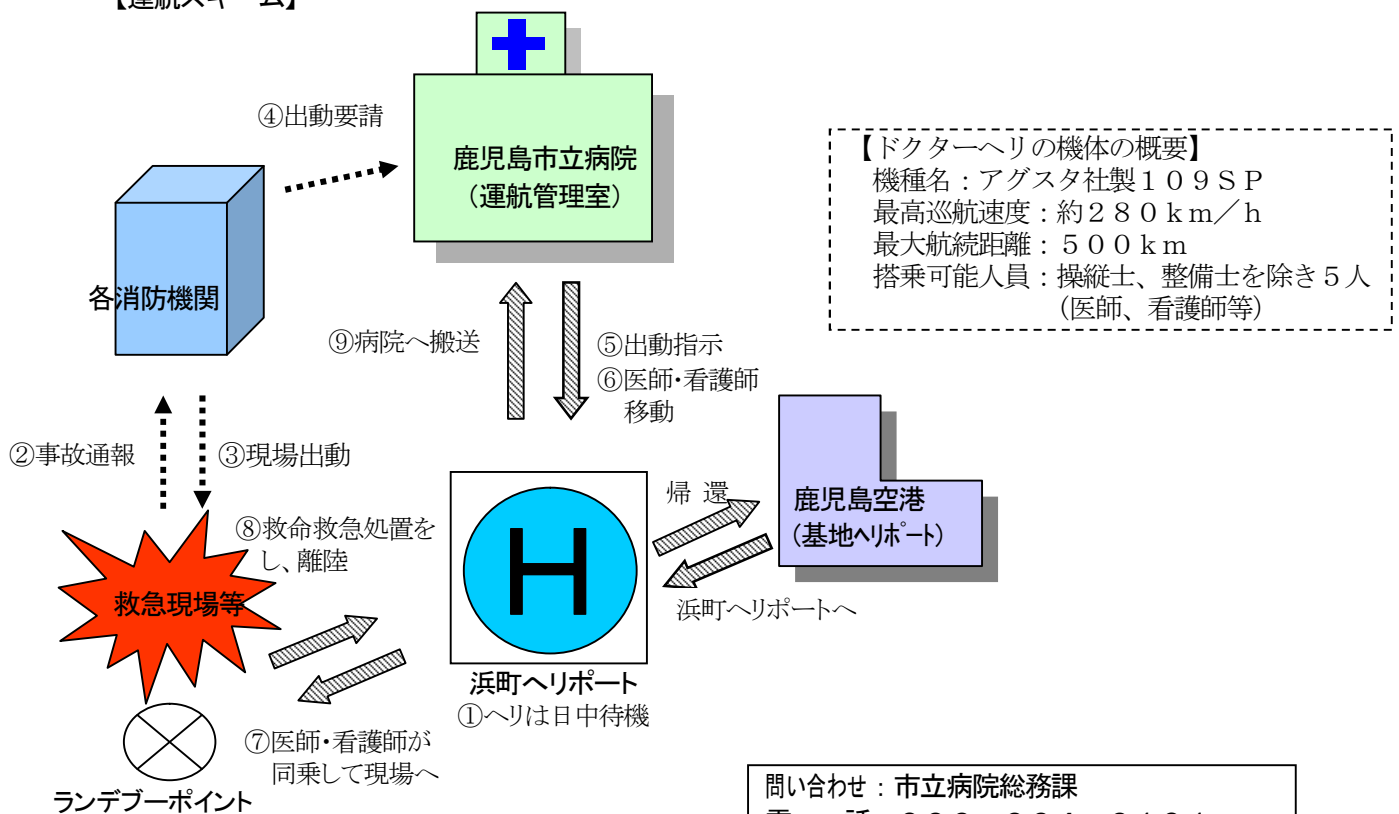 【運航スキーム】
④出動要請
鹿児島市立病院
（運航管理室）
【ドクターヘリの機体の概要】
機種名：アグスタ社製１０９ＳＰ
最高巡航速度：約２８０ｋｍ／ｈ
最大航続距離：５００ｋｍ
搭乗可能人員：操縦士、整備士を除き５人
（医師、看護師等）
各消防機関
⑨病院へ搬送
⑤出動指示
⑥医師・看護師
移動
②事故通報
③現場出動
⑧救命救急処置を
し、離陸
救急現場等
H
帰 還
鹿児島空港
（基地ヘリポート）
浜町ヘリポートへ
浜町ヘリポート
①ヘリは日中待機
⑦医師・看護師が
同乗して現場へ
ランデブーポイント
問い合わせ：市立病院総務課